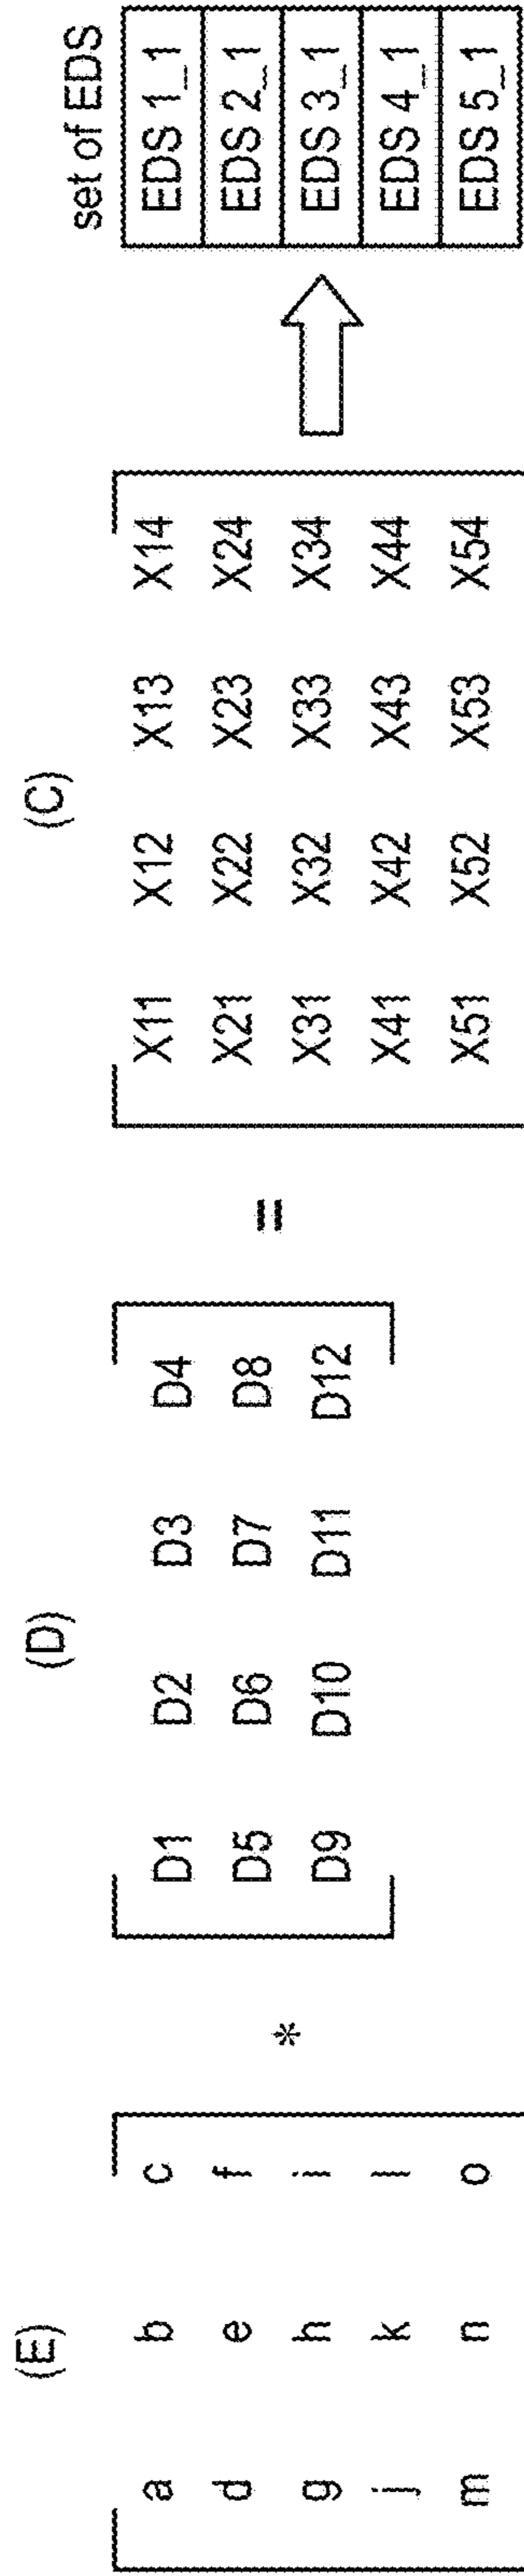 (E) (D) (C) set of EDS
a b c D1 D2 D3 D4 X11 X12 X13 X14 EDS 1_1
d e f * D5 D6 D7 D8 = X21 X22 X23 X24 EDS 2_1
g h i D9 D10 D11 D12 X31 X32 X33 X34 EDS 3_1
j k l X41 X42 X43 X44 EDS 4_1
m n o X51 X52 X53 X54 EDS 5_1